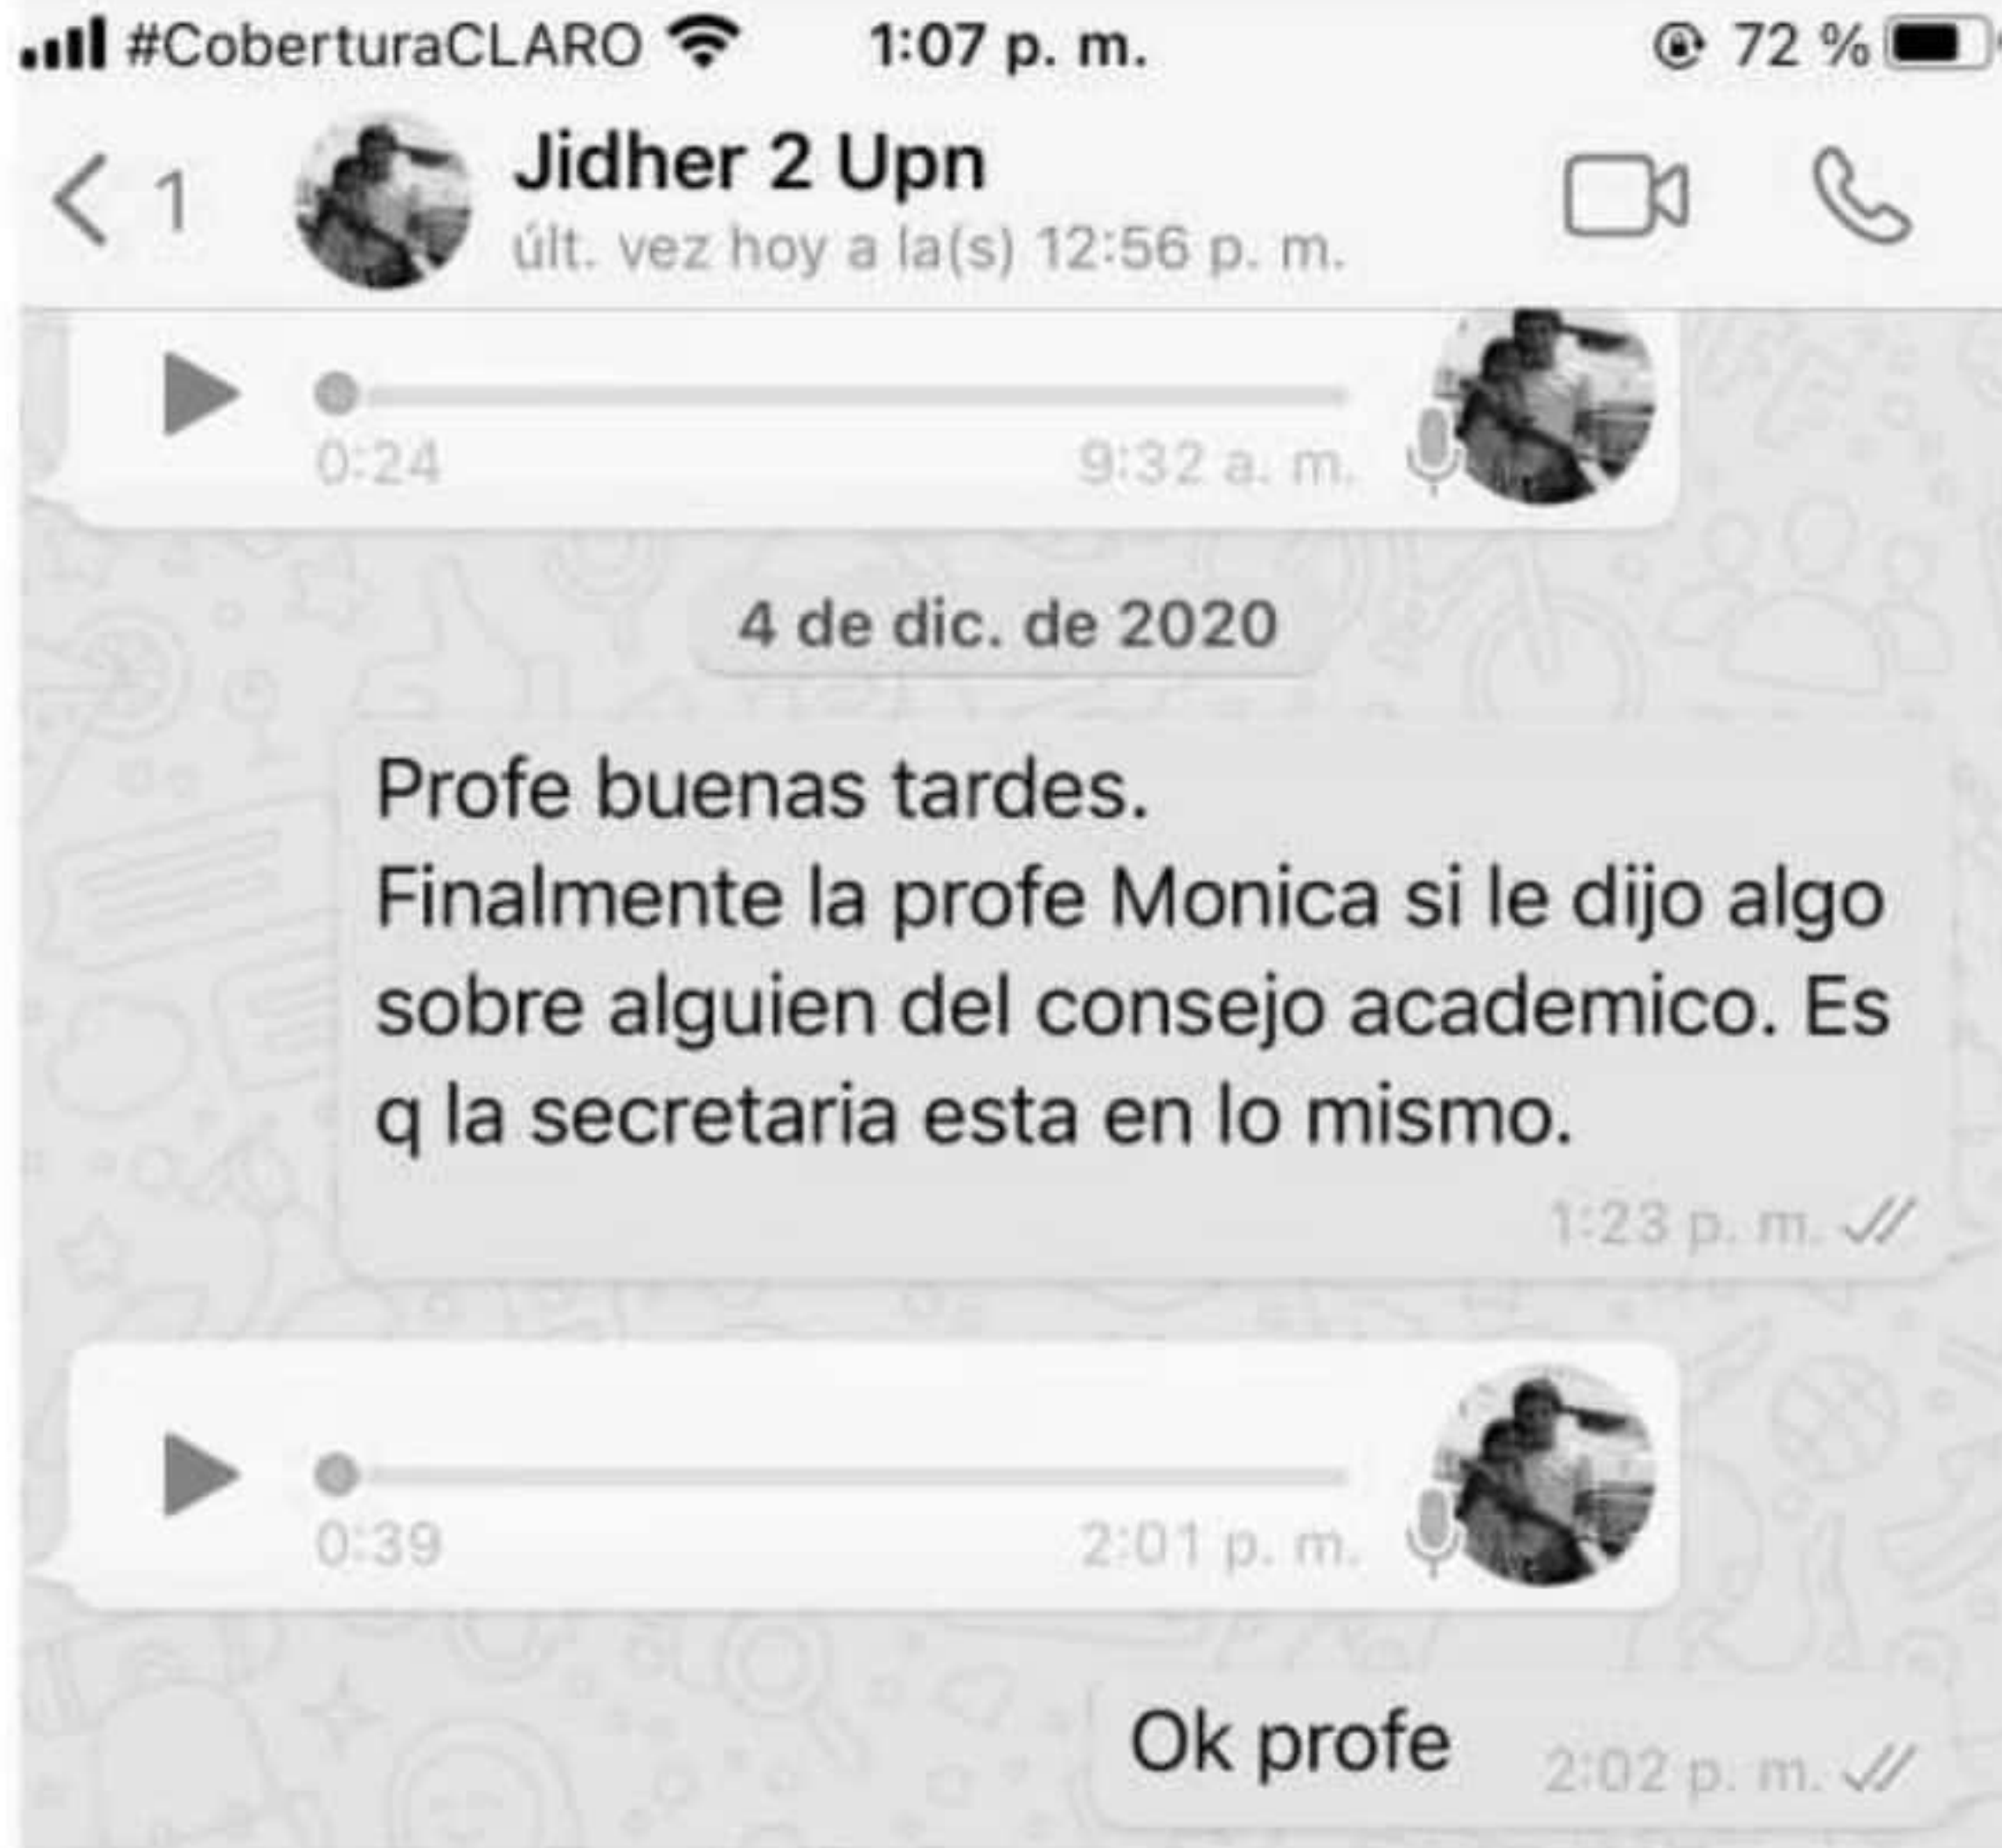 #CoberturaCLARO 1:07 p. m. 72 %
1 Jidher 2 Upn
últ. vez hoy a la(s) 12:56 p. m.
0:24 9:32 a. m.
4 de dic. de 2020
Profe buenas tardes.
Finalmente la profe Monica si le dijo algo
sobre alguien del consejo academico. Es
q la secretaria esta en lo mismo.
1:23 p. m.
0:39 2:01 p. m.
Ok profe 2:02 p. m.